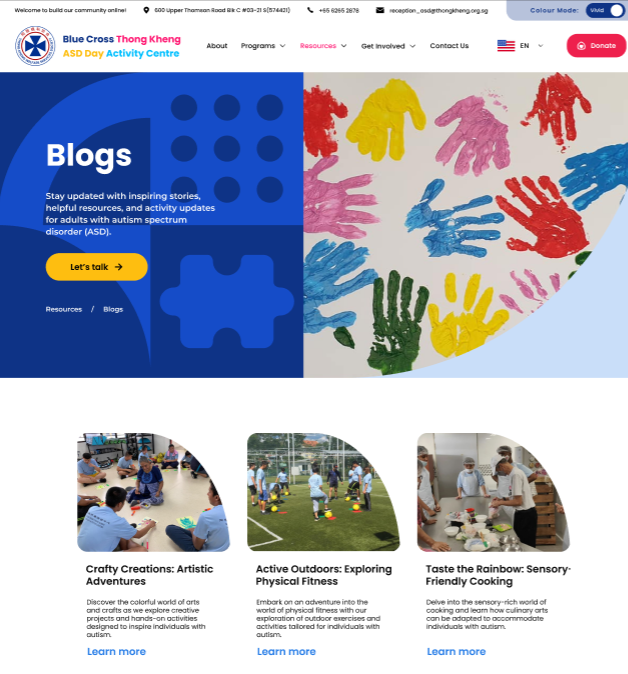 Welcome to build our community online!
600 Upper Thomson Road Blk C #03-21 S(574421)
+65 6265 2878
reception_asd@thongkheng.org.sg
Colour Mode:
Vivid
Blue Cross Thong Kheng
ASD Day Activity Centre
About
Programs
Resources
Get Involved
Contact Us
EN
Donate
Blogs
Stay updated with inspiring stories,
helpful resources, and activity updates
for adults with autism spectrum
disorder (ASD).
Let's talk
Resources / Blogs
Crafty Creations: Artistic
Adventures
Discover the colorful world of arts
and crafts as we explore creative
projects and hands-on activities
designed to inspire individuals with
autism.
Learn more
Active Outdoors: Exploring
Physical Fitness
Embark on an adventure into the
world of physical fitness with our
exploration of outdoor exercises and
activities tailored for individuals with
autism.
Learn more
Taste the Rainbow: Sensory-
Friendly Cooking
Delve into the sensory-rich world of
cooking and learn how culinary arts
can be adapted to accommodate
individuals with autism.
Learn more